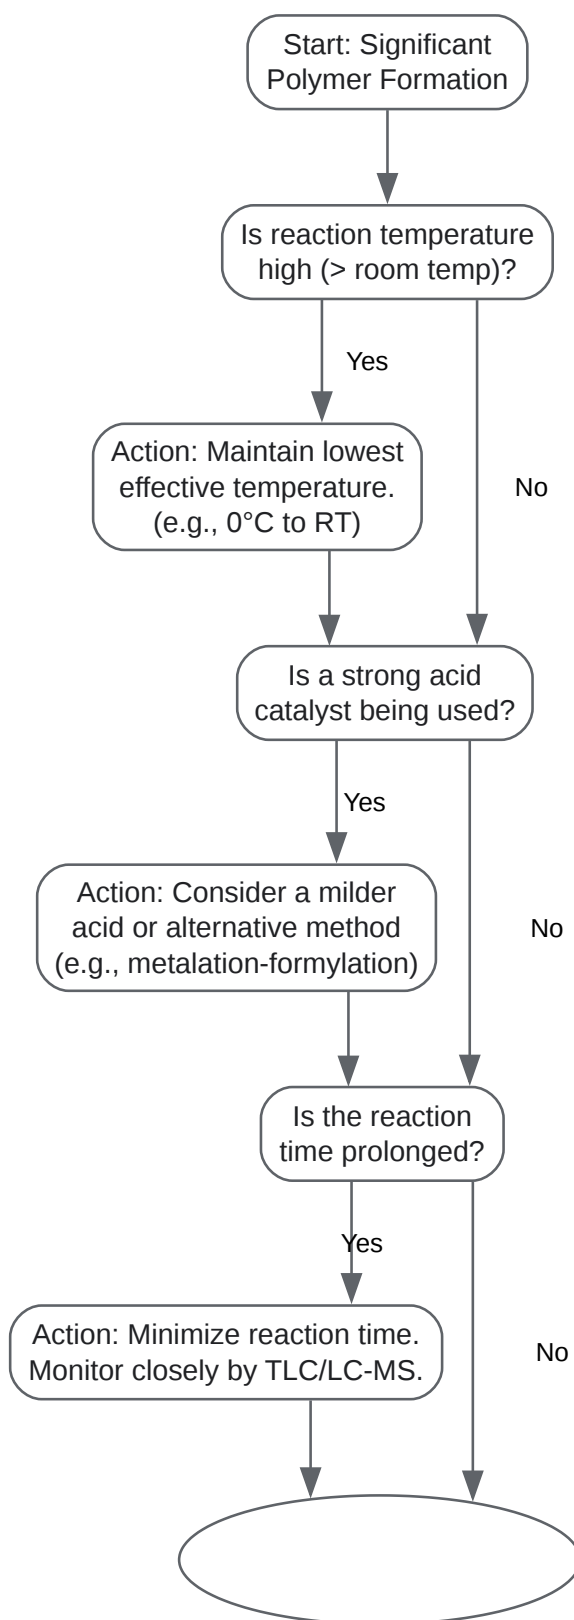 Start: Significant
Polymer Formation
Is reaction temperature
high (> room temp)?
Yes
Action: Maintain lowest
effective temperature.
(e.g., 0°C to RT)
No
Is a strong acid
catalyst being used?
Yes
Action: Consider a milder
acid or alternative method
(e.g., metalation-formylation)
No
Is the reaction
time prolonged?
Yes
Action: Minimize reaction time.
Monitor closely by TLC/LC-MS.
No